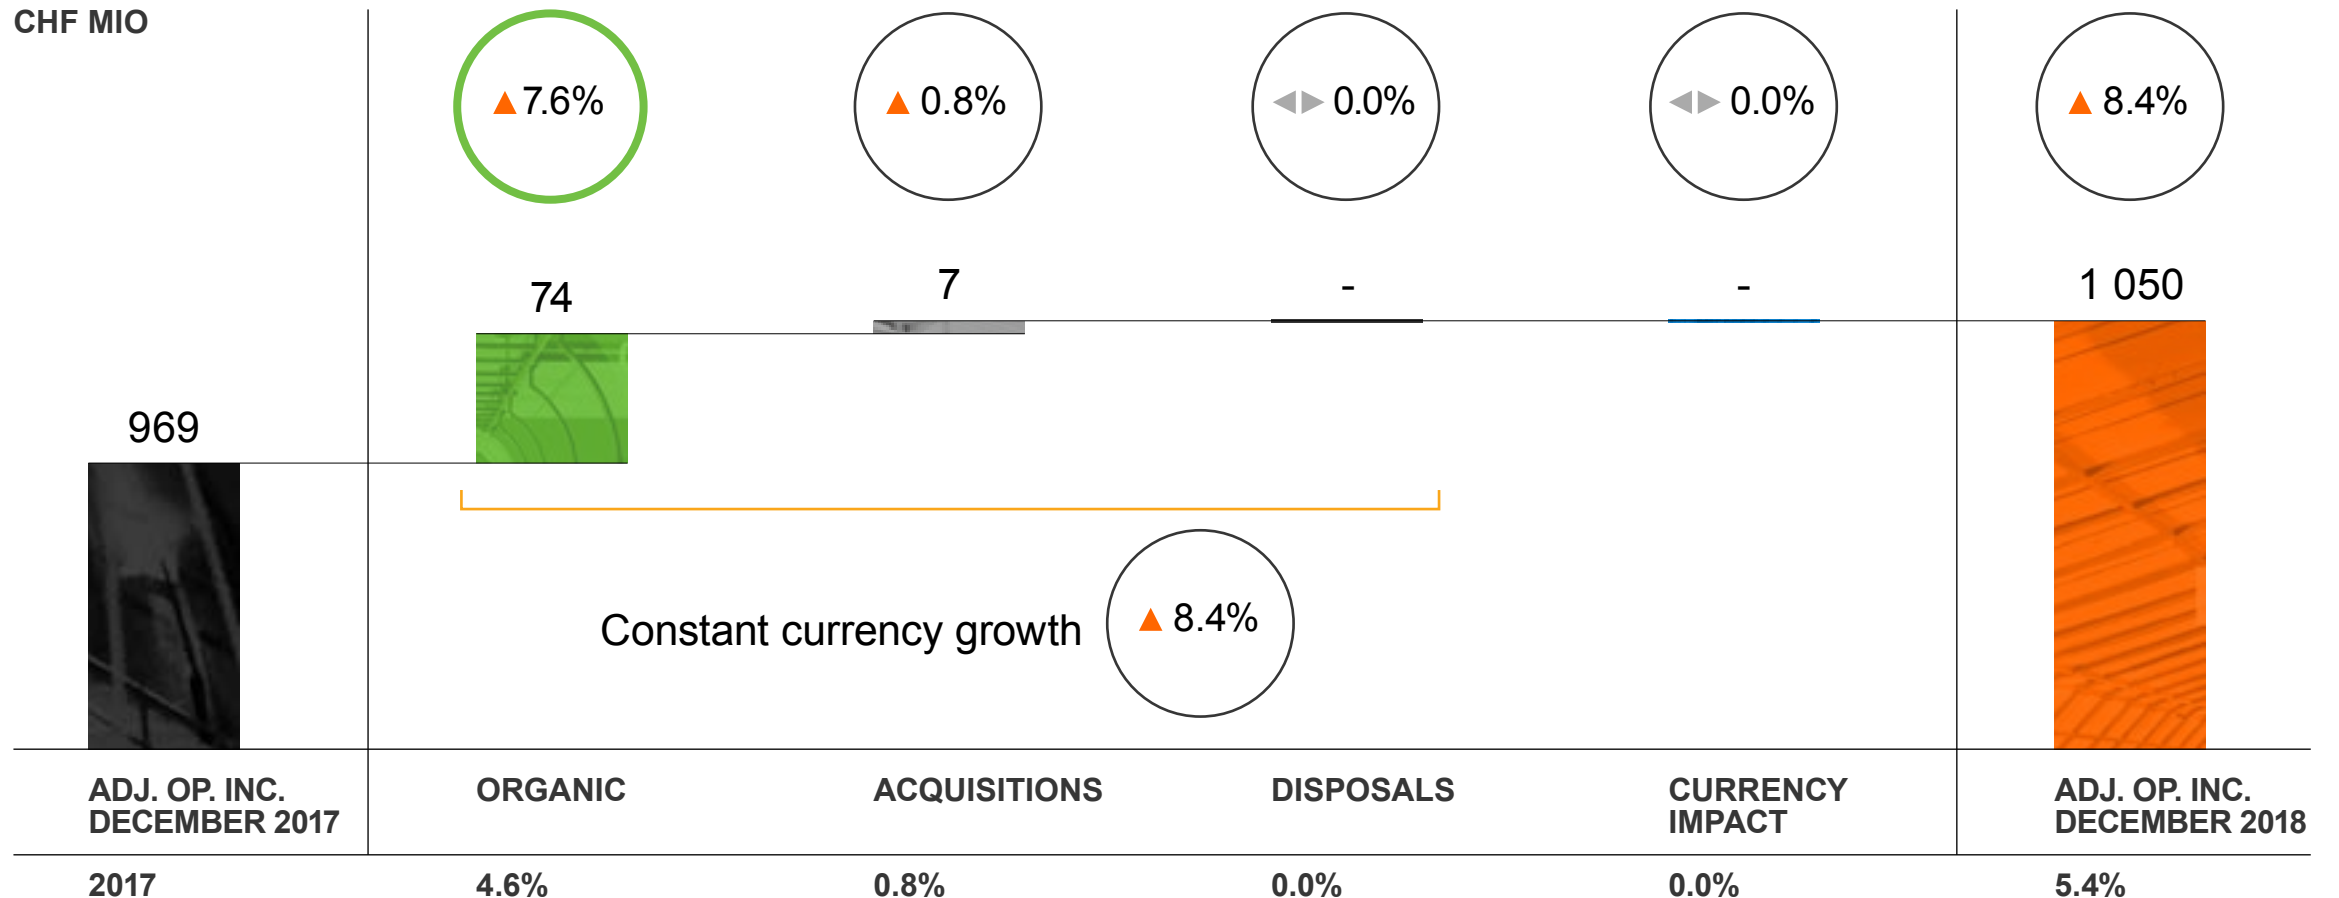 CHF MIO
▲7.6%
▲ 0.8%
◀▶ 0.0%
◀▶ 0.0%
▲ 8.4%
74
7
-
-
1 050
969
Constant currency growth
▲ 8.4%
ADJ. OP. INC.
DECEMBER 2017
ORGANIC
ACQUISITIONS
DISPOSALS
CURRENCY
IMPACT
ADJ. OP. INC.
DECEMBER 2018
2017
4.6%
0.8%
0.0%
0.0%
5.4%